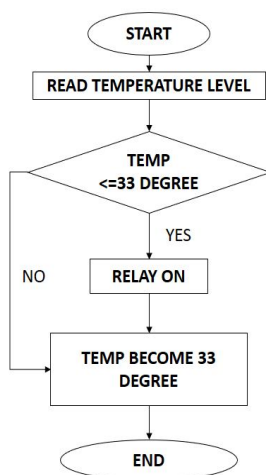 START
READ TEMPERATURE LEVEL
TEMP
<=33 DEGREE
YES
NO
RELAY ON
TEMP BECOME 33
DEGREE
END